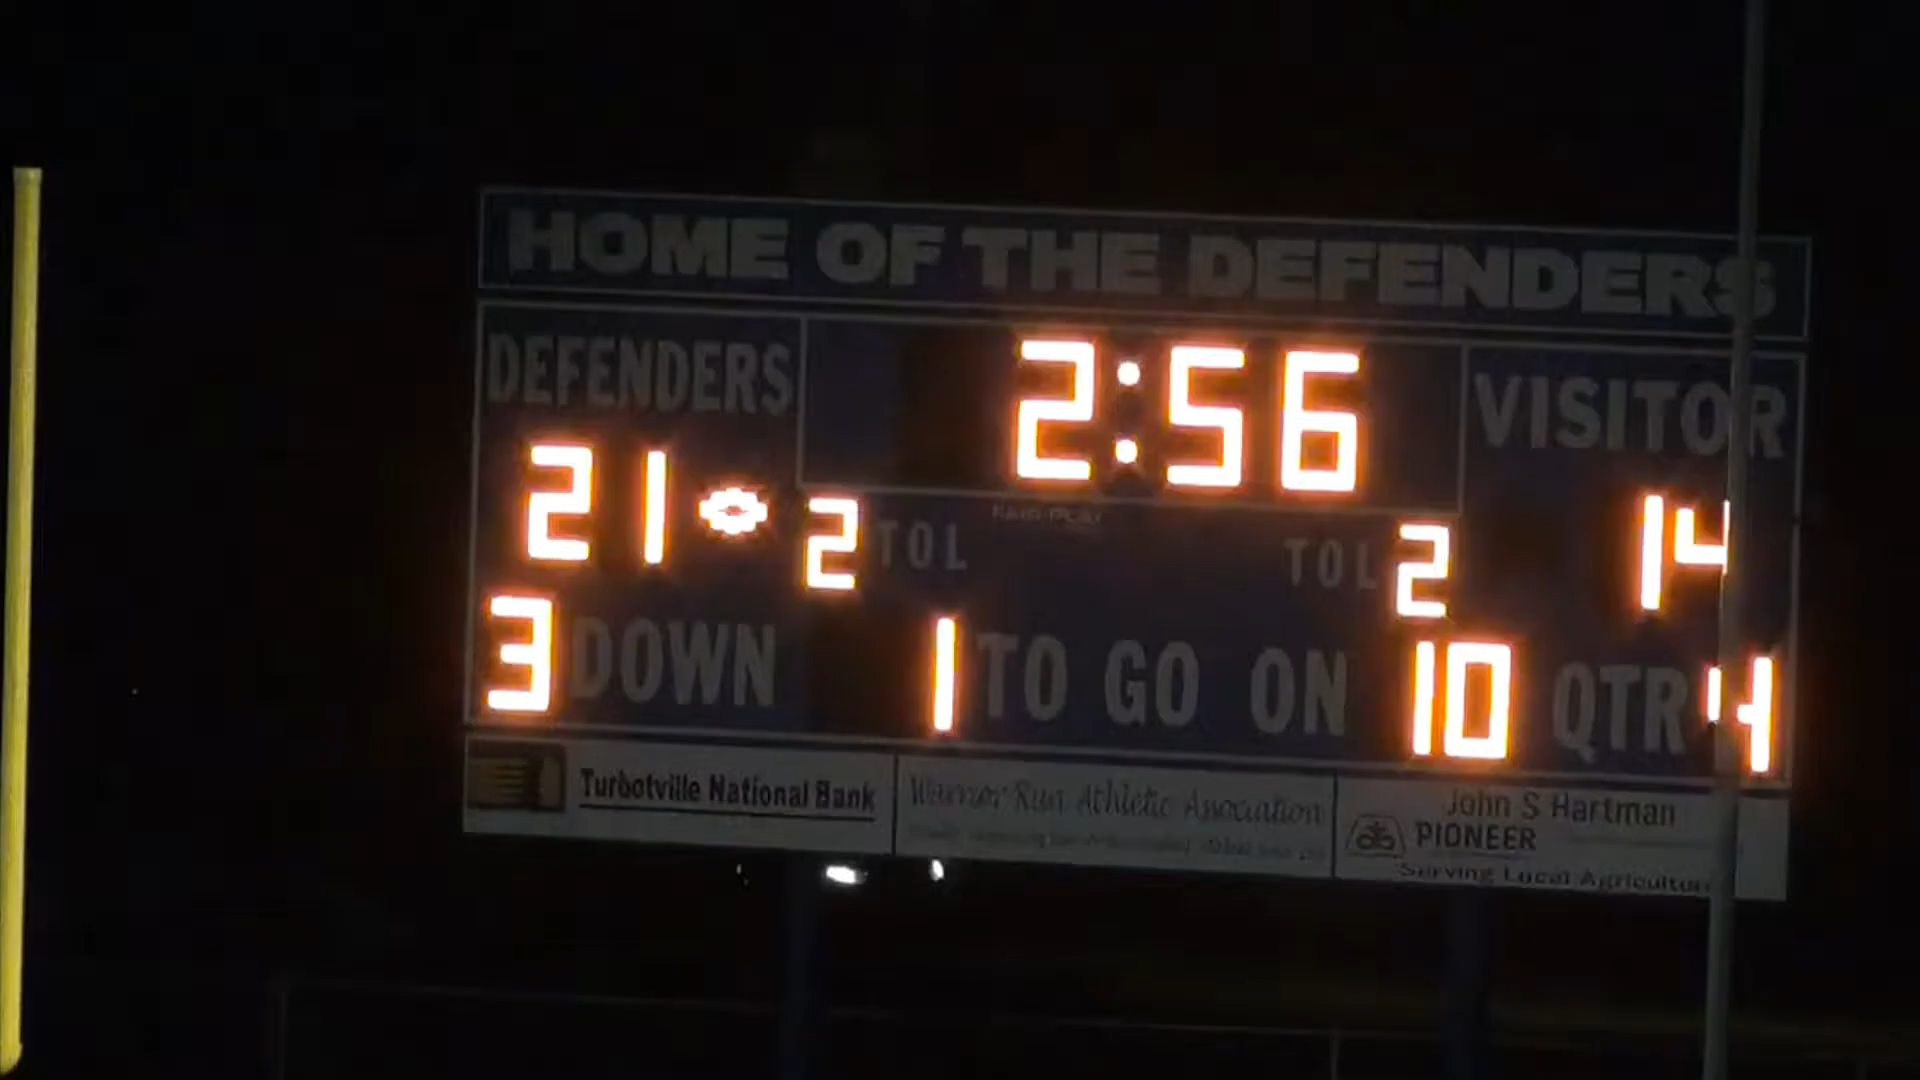 HOME OF THE DEFENDERS
DEFENDERS 2:56 VISITOR
21 2 TOL TOL 2 14
3 DOWN 1 TO GO ON 10 QTR 4
Turbotville National Bank
Warrior Run Athletic Association
John S Hartman
PIONEER
Serving Local Agriculture